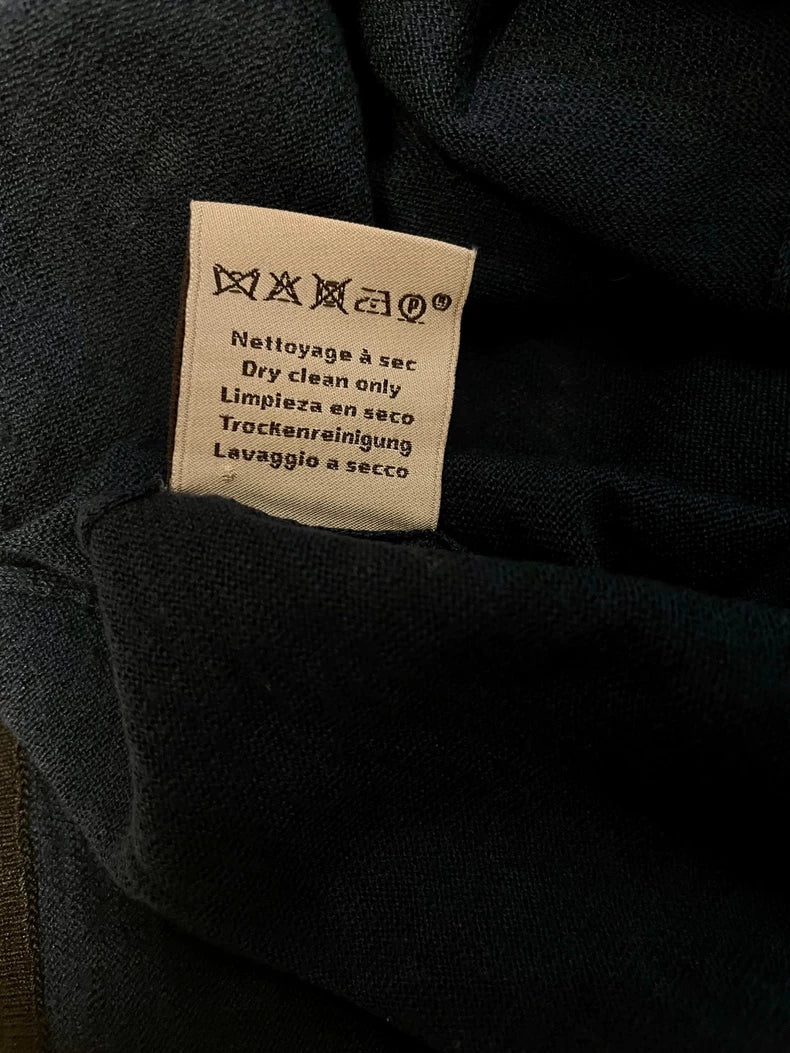 P
Nettoyage à sec
Dry clean only
Limpieza en seco
Trockenreinigung
Lavaggio a secco